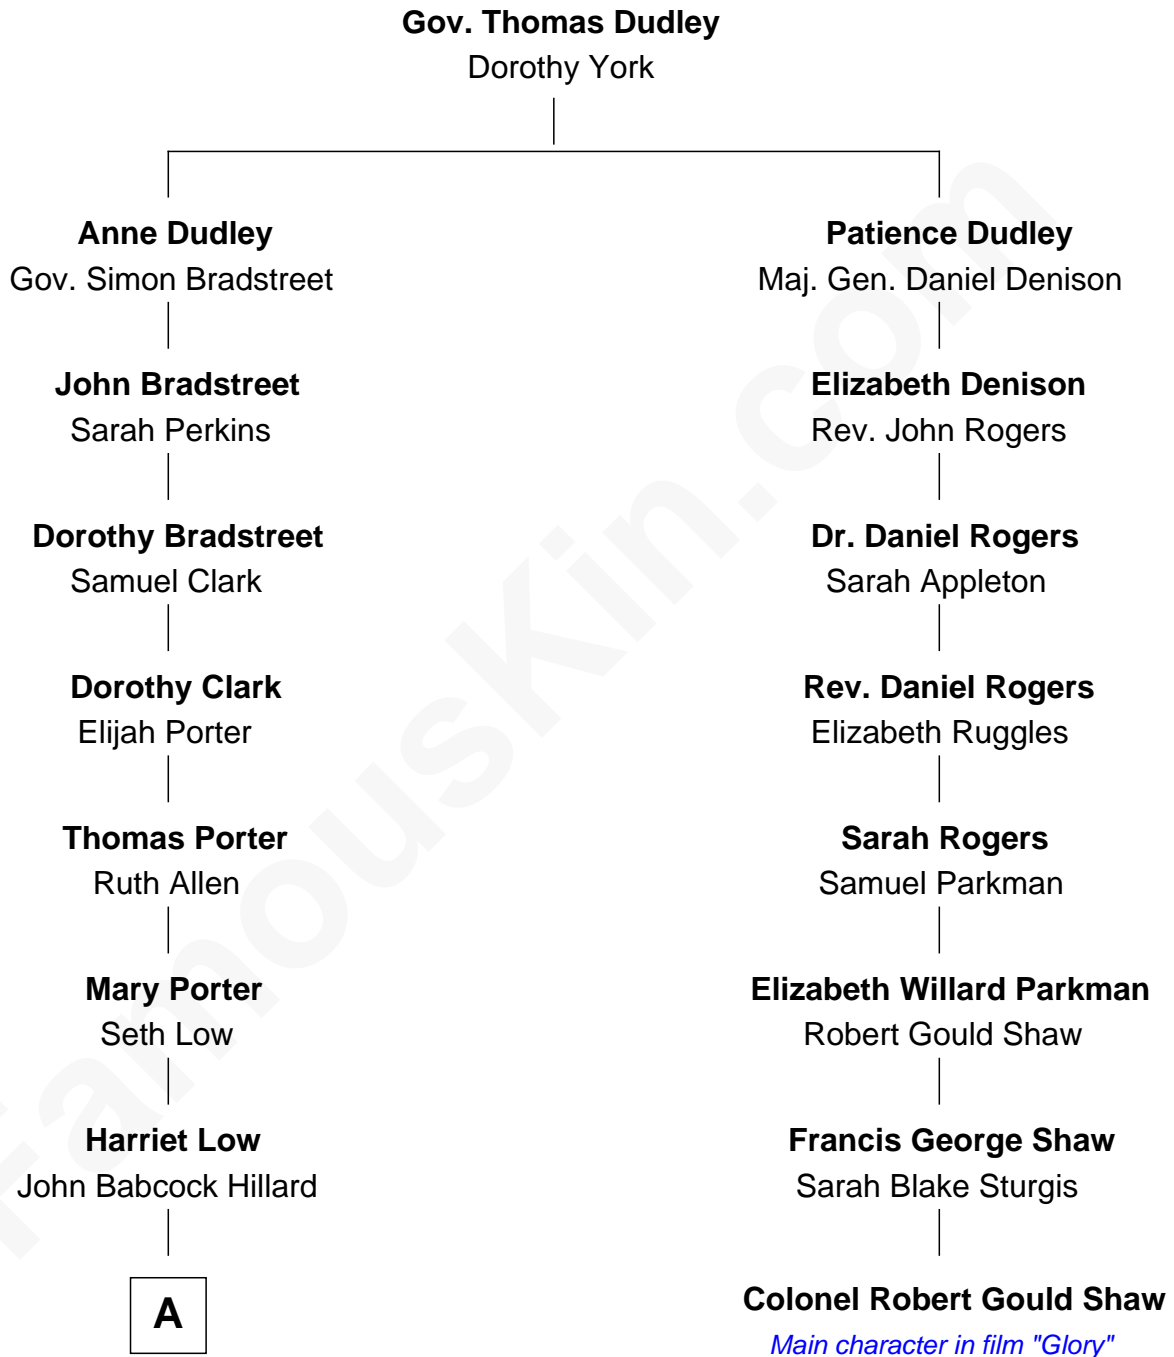 Gov. Thomas Dudley
Dorothy York
Anne Dudley
Gov. Simon Bradstreet
John Bradstreet
Sarah Perkins
Dorothy Bradstreet
Samuel Clark
Dorothy Clark
Elijah Porter
Thomas Porter
Ruth Allen
Mary Porter
Seth Low
Harriet Low
John Babcock Hillard
A
Patience Dudley
Maj. Gen. Daniel Denison
Elizabeth Denison
Rev. John Rogers
Dr. Daniel Rogers
Sarah Appleton
Rev. Daniel Rogers
Elizabeth Ruggles
Sarah Rogers
Samuel Parkman
Elizabeth Willard Parkman
Robert Gould Shaw
Francis George Shaw
Sarah Blake Sturgis
Colonel Robert Gould Shaw
Main character in film "Glory"
FamousKin.com